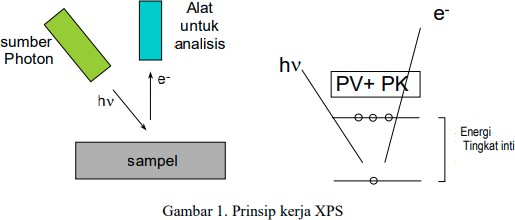 sumber
Photon
Alat
untuk
analisis
hν
e-
sampel
hν
e-
PV+ PK
Energi
Tingkat inti
Gambar 1. Prinsip kerja XPS